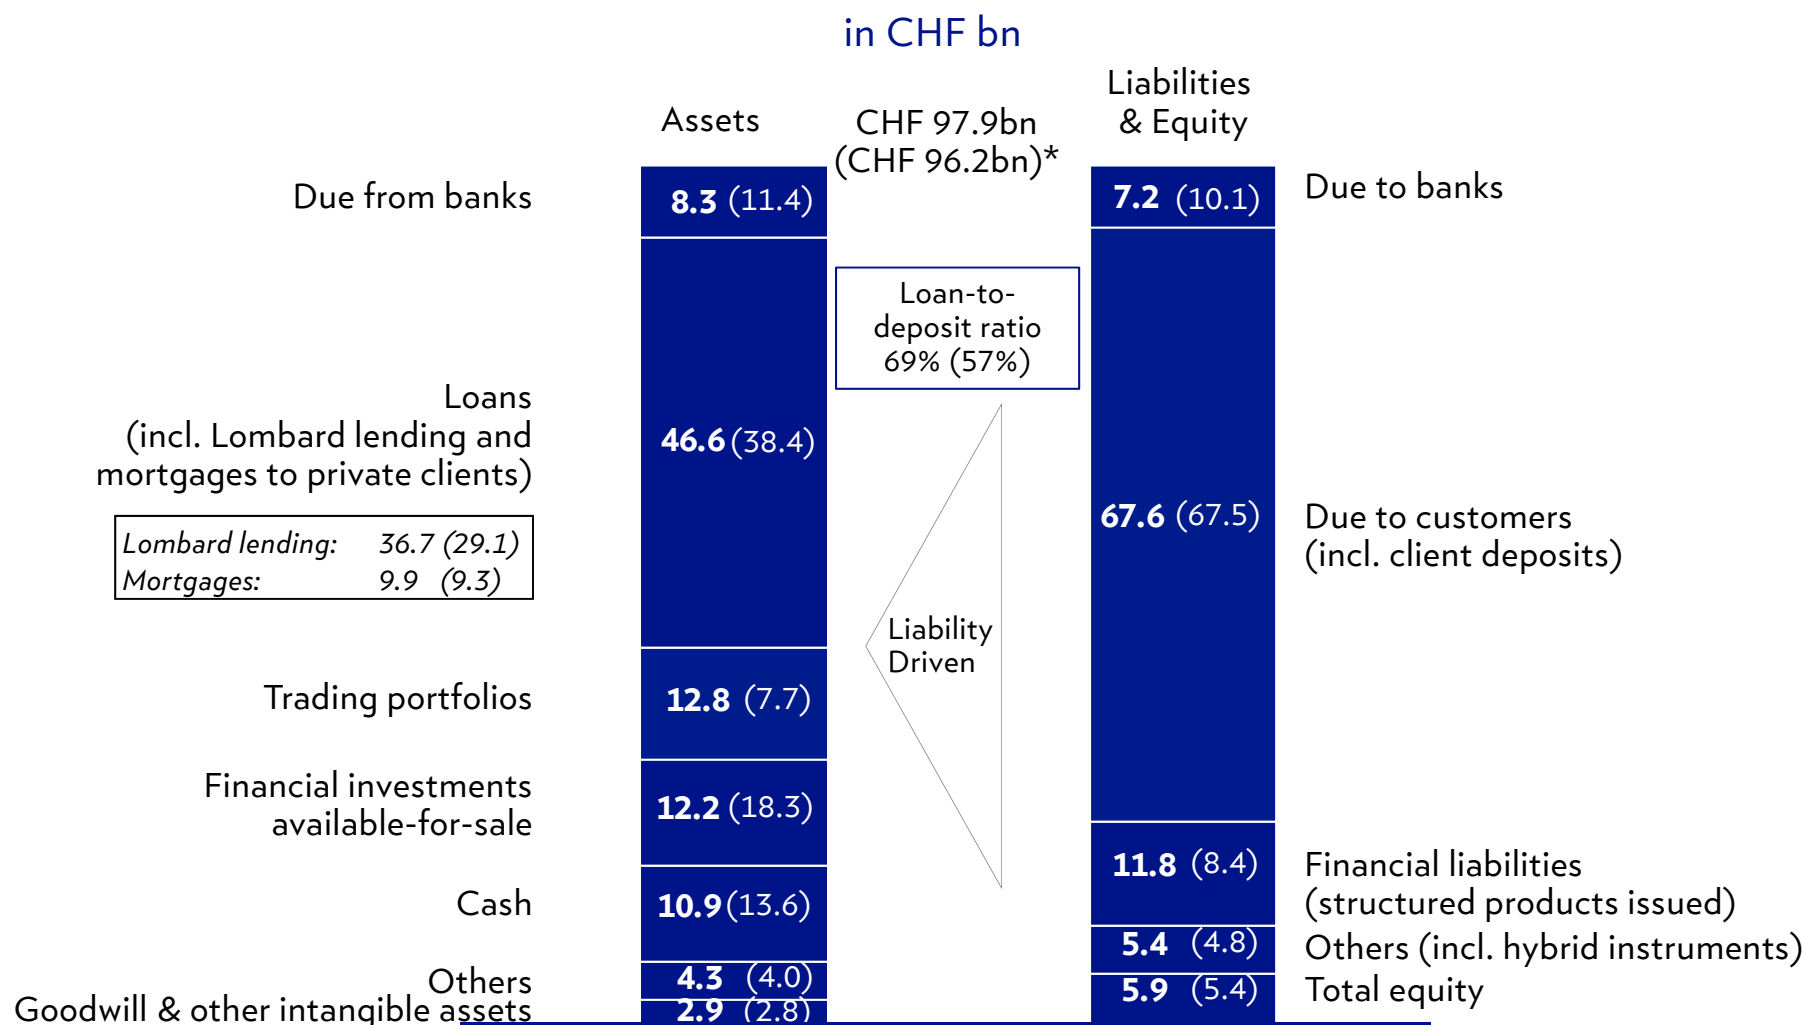 in CHF bn
Assets
CHF 97.9bn
(CHF 96.2bn)*
Liabilities
& Equity
Due from banks
8.3 (11.4)
7.2 (10.1)
Due to banks
Loan-to-
deposit ratio
69% (57%)
Loans
(incl. Lombard lending and
mortgages to private clients)
46.6 (38.4)
Lombard lending: 36.7 (29.1)
Mortgages: 9.9 (9.3)
67.6 (67.5)
Due to customers
(incl. client deposits)
Liability
Driven
Trading portfolios
12.8 (7.7)
Financial investments
available-for-sale
12.2 (18.3)
11.8 (8.4)
Financial liabilities
(structured products issued)
Cash
10.9 (13.6)
5.4 (4.8)
Others (incl. hybrid instruments)
Others
4.3 (4.0)
5.9 (5.4)
Total equity
Goodwill & other intangible assets
2.9 (2.8)